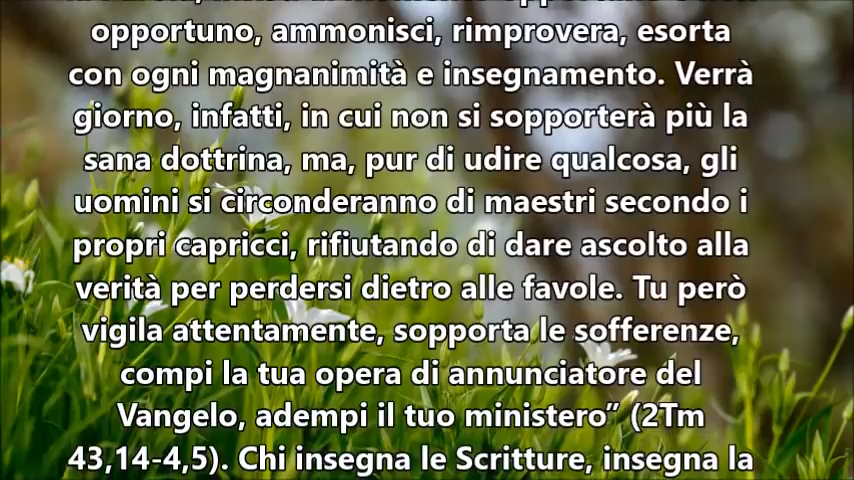 opportuno, ammonisci, rimprovera, esorta
con ogni magnanimità e insegnamento. Verrà
giorno, infatti, in cui non si sopporterà più la
sana dottrina, ma, pur di udire qualcosa, gli
uomini si circonderanno di maestri secondo i
propri capricci, rifiutando di dare ascolto alla
verità per perdersi dietro alle favole. Tu però
vigila attentamente, sopporta le sofferenze,
compi la tua opera di annunciatore del
Vangelo, adempi il tuo ministero” (2Tm
43,14-4,5). Chi insegna le Scritture, insegna la